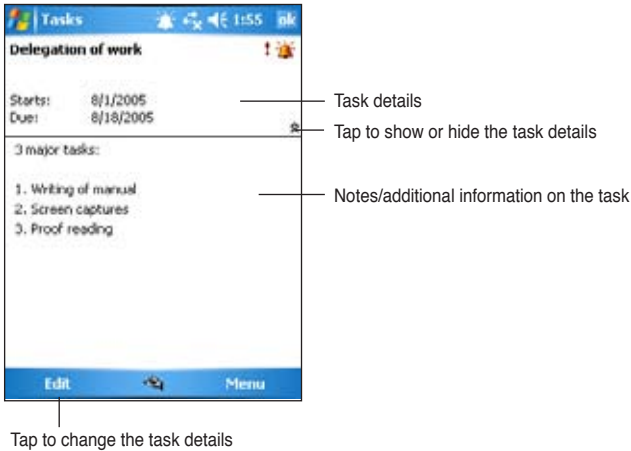 Tasks 1:55 ok
Delegation of work !
Starts: 8/1/2005
Due: 8/18/2005
Task details
Tap to show or hide the task details
3 major tasks:
1. Writing of manual
2. Screen captures
3. Proof reading
Notes/additional information on the task
Edit Menu
Tap to change the task details